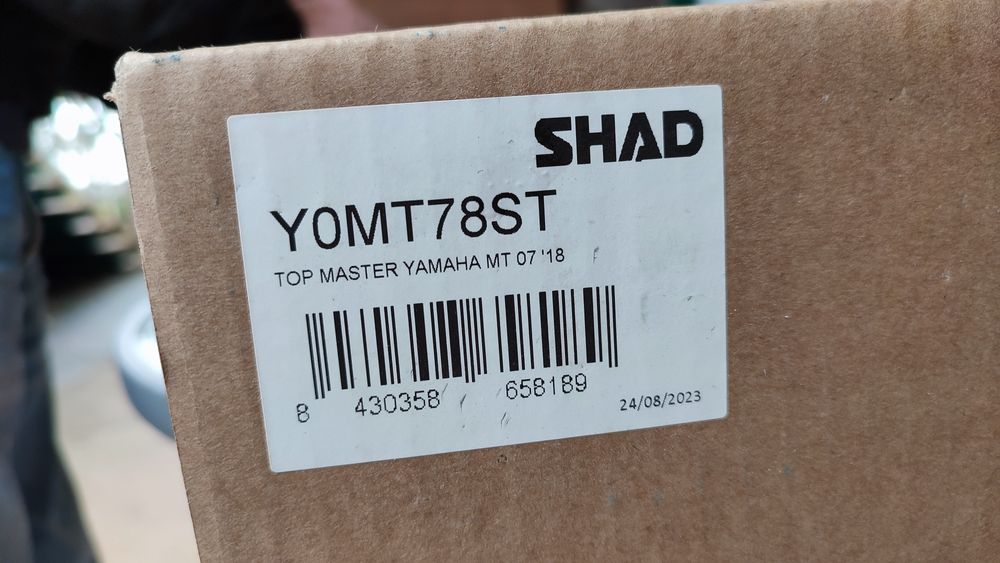 SHAD
Y0MT78ST
TOP MASTER YAMAHA MT 07 '18
8 430358 658189
24/08/2023